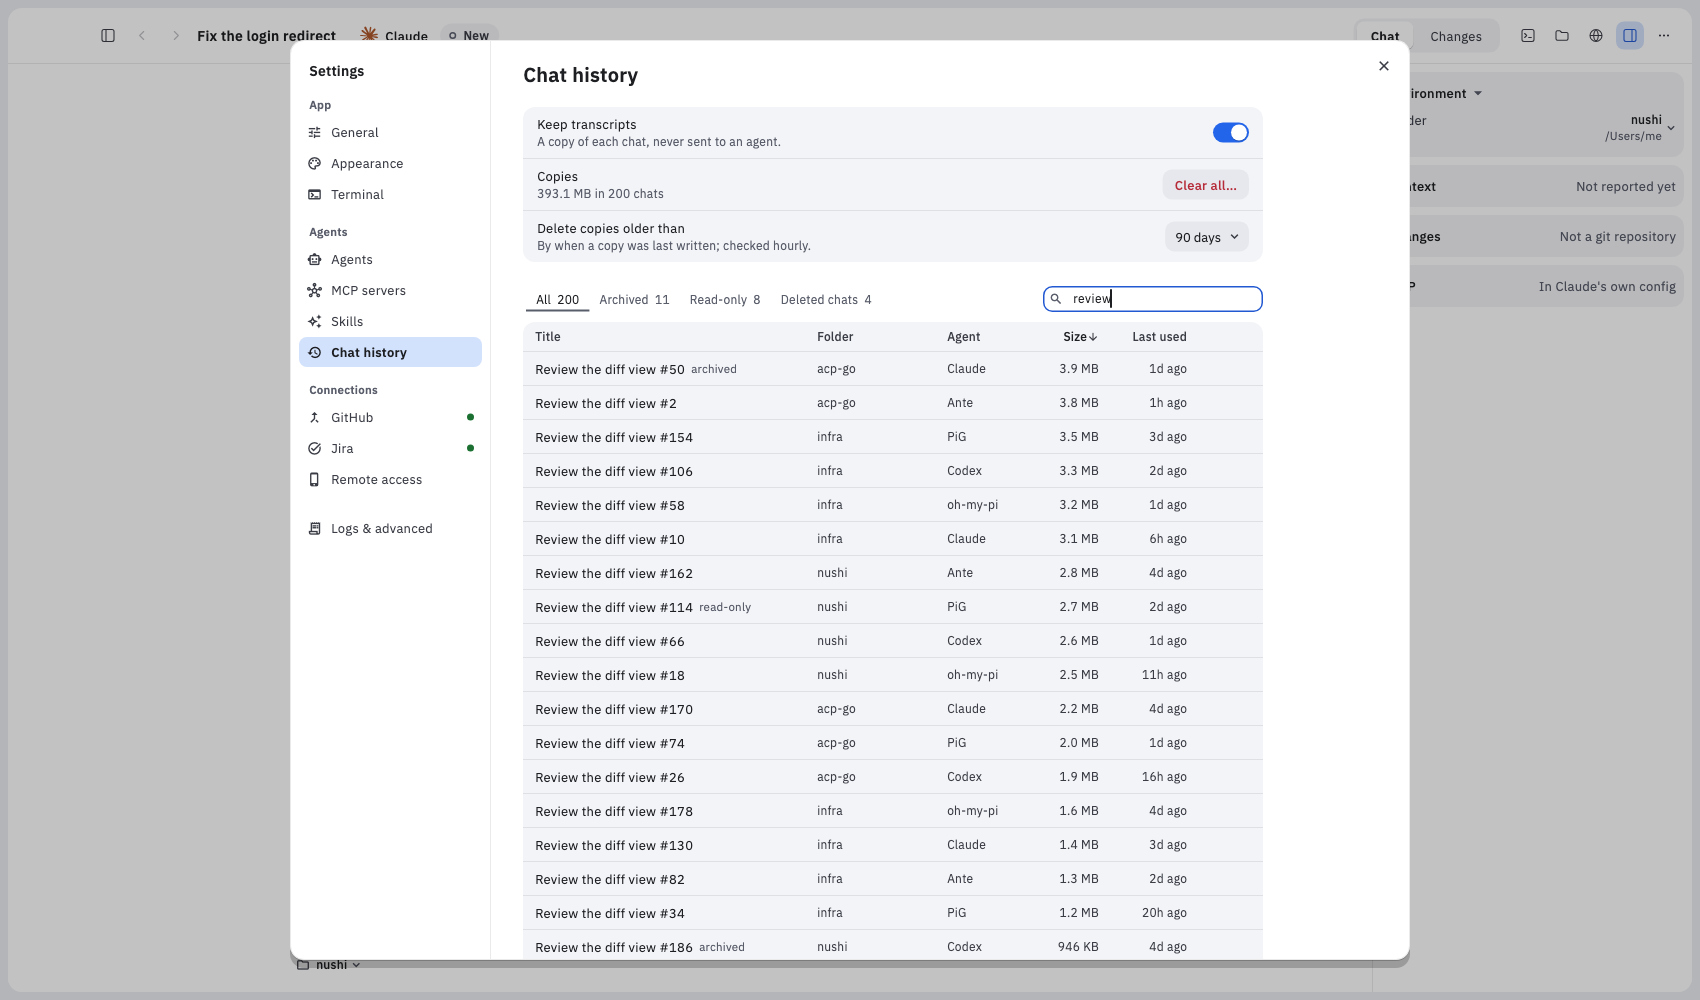 Fix the login redirect Claude New Chat Changes
Settings
App
General
Appearance
Terminal
Agents
Agents
MCP servers
Skills
Chat history
Connections
GitHub
Jira
Remote access
Logs & advanced
Chat history
Keep transcripts
A copy of each chat, never sent to an agent.
Copies
393.1 MB in 200 chats
Clear all...
Delete copies older than
By when a copy was last written; checked hourly.
90 days
All 200 Archived 11 Read-only 8 Deleted chats 4
review
Title Folder Agent Size↓ Last used
Review the diff view #50 archived acp-go Claude 3.9 MB 1d ago
Review the diff view #2 acp-go Ante 3.8 MB 1h ago
Review the diff view #154 infra PiG 3.5 MB 3d ago
Review the diff view #106 infra Codex 3.3 MB 2d ago
Review the diff view #58 infra oh-my-pi 3.2 MB 1d ago
Review the diff view #10 infra Claude 3.1 MB 6h ago
Review the diff view #162 nushi Ante 2.8 MB 4d ago
Review the diff view #114 read-only nushi PiG 2.7 MB 2d ago
Review the diff view #66 nushi Codex 2.6 MB 1d ago
Review the diff view #18 nushi oh-my-pi 2.5 MB 11h ago
Review the diff view #170 acp-go Claude 2.2 MB 4d ago
Review the diff view #74 acp-go PiG 2.0 MB 1d ago
Review the diff view #26 acp-go Codex 1.9 MB 16h ago
Review the diff view #178 infra oh-my-pi 1.6 MB 4d ago
Review the diff view #130 infra Claude 1.4 MB 3d ago
Review the diff view #82 infra Ante 1.3 MB 2d ago
Review the diff view #34 infra PiG 1.2 MB 20h ago
Review the diff view #186 archived nushi Codex 946 KB 4d ago
ironment
der nushi
/Users/me
text Not reported yet
nges Not a git repository
P In Claude's own config
nushi